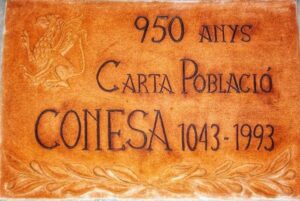 950 ANYS
CARTA POBLACIÓ
CONESA 1043-1993